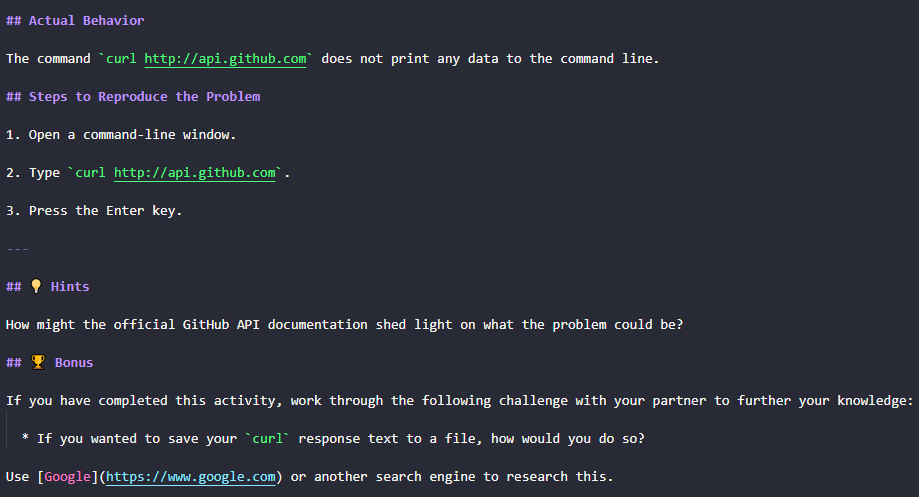 ## Actual Behavior
The command `curl http://api.github.com` does not print any data to the command line.
## Steps to Reproduce the Problem
1. Open a command-line window.
2. Type `curl http://api.github.com`.
3. Press the Enter key.
---
## 💡 Hints
How might the official GitHub API documentation shed light on what the problem could be?
## 🏆 Bonus
If you have completed this activity, work through the following challenge with your partner to further your knowledge:
* If you wanted to save your `curl` response text to a file, how would you do so?
Use [Google](https://www.google.com) or another search engine to research this.